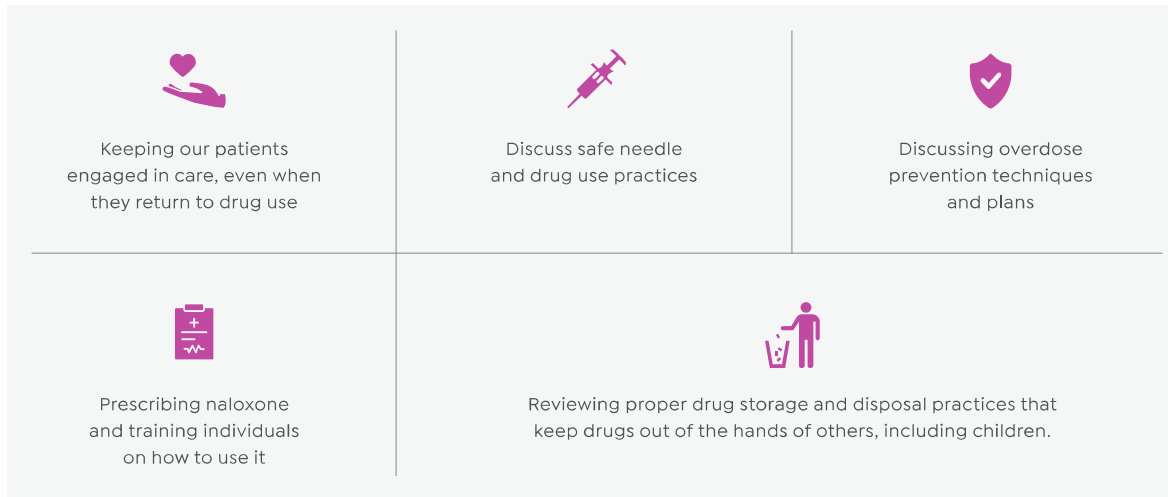 Keeping our patients
engaged in care, even when
they return to drug use
Discuss safe needle
and drug use practices
Discussing overdose
prevention techniques
and plans
Prescribing naloxone
and training individuals
on how to use it
Reviewing proper drug storage and disposal practices that
keep drugs out of the hands of others, including children.